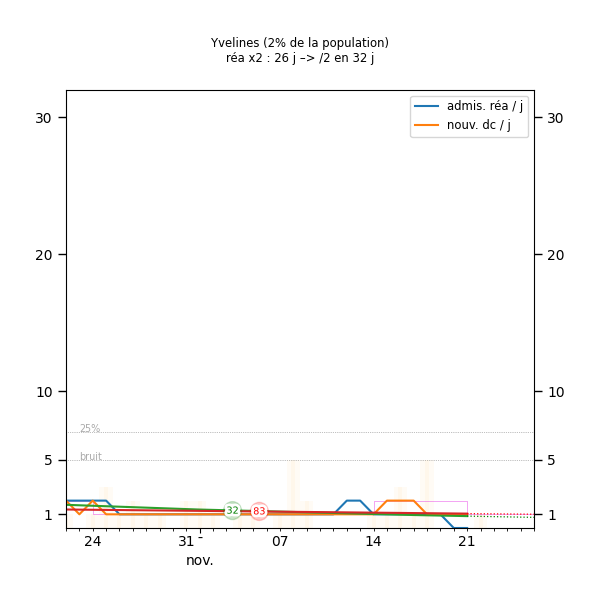 Yvelines (2% de la population)
réa x2 : 26 j –> /2 en 32 j
admis. réa / j
nouv. dc / j
30 30
20 20
10 10
25%
5 bruit 5
1 32 83 1
24 31 - 07 14 21
nov.